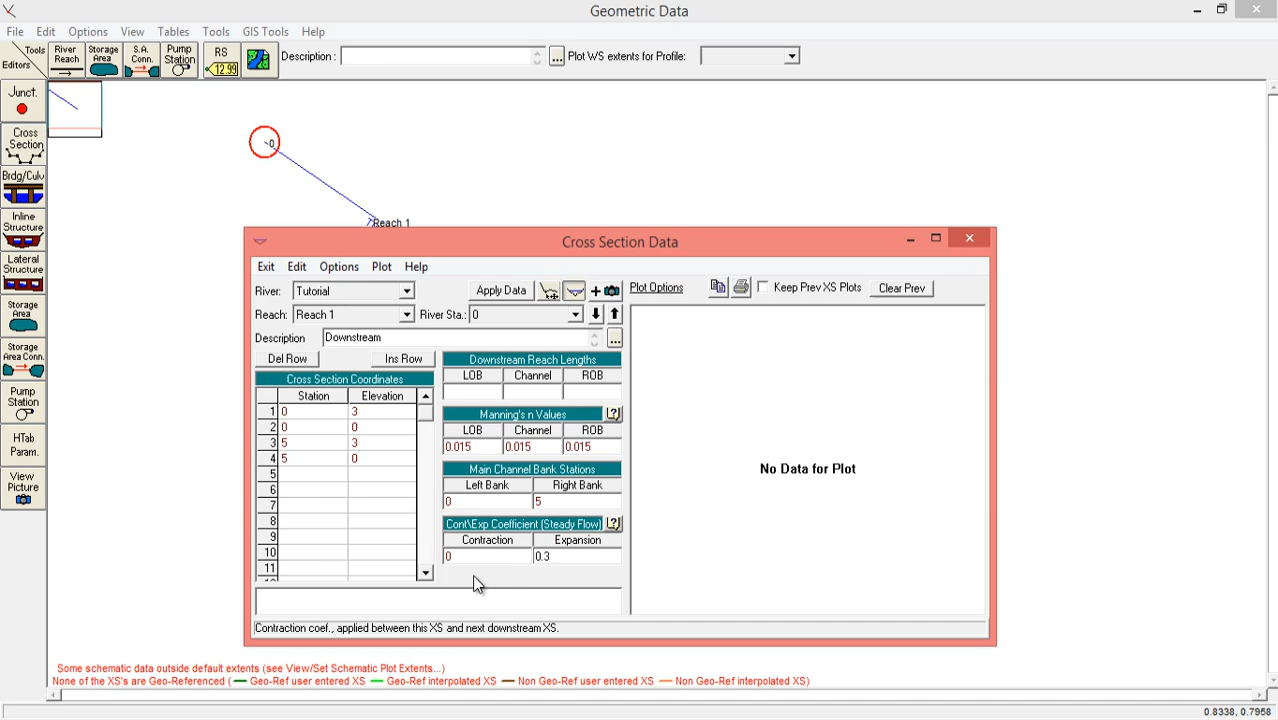 Geometric Data
File Edit Options View Tables Tools GIS Tools Help
Tools
Editors
River
Reach
Storage
Area
S.A.
Conn.
Pump
Station
RS
12.99
Description :
...
Plot WS extents for Profile:
Junct.
Cross
Section
Brdg/Culv
Inline
Structure
Lateral
Structure
Storage
Area
Storage
Area Conn.
Pump
Station
HTab
Param.
View
Picture
0
Reach 1
Cross Section Data
Exit Edit Options Plot Help
River: Tutorial Apply Data + Plot Options Keep Prev XS Plots Clear Prev
Reach: Reach 1 River Sta.: 0
Description Downstream ...
Del Row Ins Row Downstream Reach Lengths
Cross Section Coordinates LOB Channel ROB
Station Elevation
1 0 3
2 0 0
3 5 3
4 5 0
5
6
7
8
9
10
11
Manning's n Values
LOB Channel ROB
0.015 0.015 0.015
Main Channel Bank Stations
Left Bank Right Bank
0 5
Cont\Exp Coefficient (Steady Flow)
Contraction Expansion
0 0.3
No Data for Plot
Contraction coef., applied between this XS and next downstream XS.
Some schematic data outside default extents (see View/Set Schematic Plot Extents...)
None of the XS's are Geo-Referenced ( Geo-Ref user entered XS Geo-Ref interpolated XS Non Geo-Ref user entered XS Non Geo-Ref interpolated XS)
0.8338, 0.7958